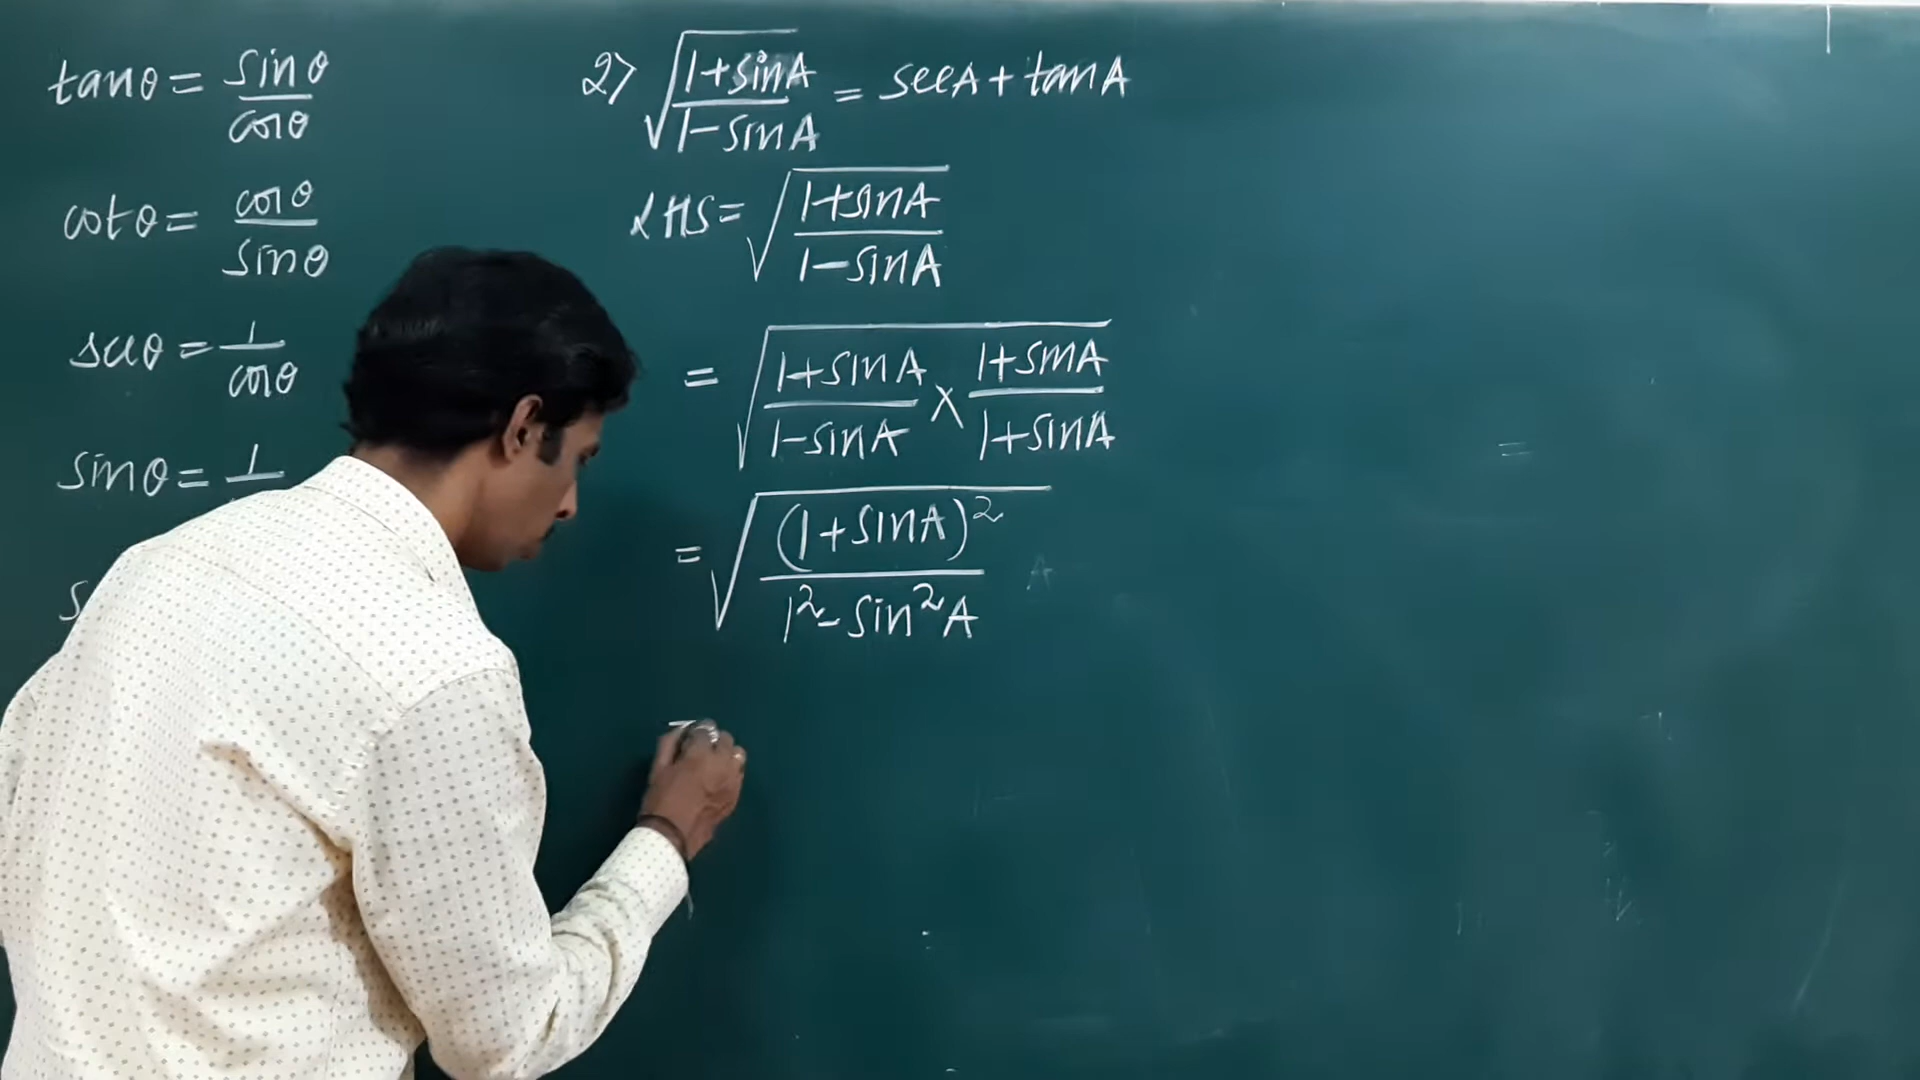 tanθ = sinθ/cosθ
cotθ = cosθ/sinθ
secθ = 1/cosθ
sinθ = 1/
2) √((1+sinA)/(1-sinA)) = secA + tanA
LHS = √((1+sinA)/(1-sinA))
= √((1+sinA)/(1-sinA) × (1+sinA)/(1+sinA))
= √((1+sinA)²/(1²-sin²A))
=